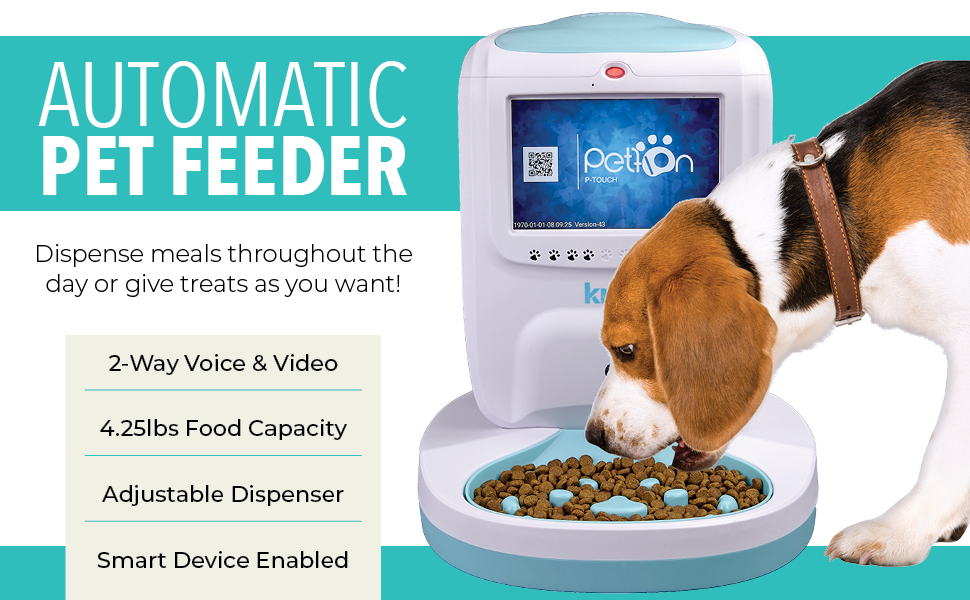 AUTOMATIC
PET FEEDER
Dispense meals throughout the
day or give treats as you want!
2-Way Voice & Video
4.25lbs Food Capacity
Adjustable Dispenser
Smart Device Enabled
Petion
P-TOUCH
1970-01-01-08:09:25 Version-43